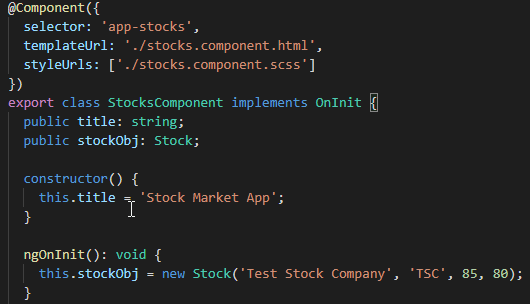 @Component({
  selector: 'app-stocks',
  templateUrl: './stocks.component.html',
  styleUrls: ['./stocks.component.scss']
})
export class StocksComponent implements OnInit {
  public title: string;
  public stockObj: Stock;

  constructor() {
    this.title = 'Stock Market App';
  }

  ngOnInit(): void {
    this.stockObj = new Stock('Test Stock Company', 'TSC', 85, 80);
  }